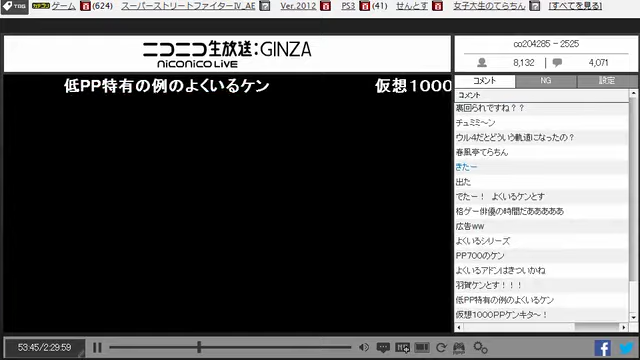 TAG
カテゴリ ゲーム (624) スーパーストリートファイターⅣ_AE Ver.2012 PS3 (41) せんとす 女子大生のてらちん [すべてを見る]
ニコニコ生放送:GINZA
niconico LIVE
低PP特有の例のよくいるケン
仮想1000
co204285 - 2525
8,132 4,071
コメント NG 設定
コメント
裏回られですね??
チュミミ~ン
ウル4だとどういう軌道になったの?
春風亭てらちん
きたー
出た
でたー! よくいるケンとす
格ゲー俳優の時間だああああああ
広告ww
よくいるシリーズ
PP700のケン
よくいるアドンはきついかね
羽賀ケンとす!!!
低PP特有の例のよくいるケン
仮想1000PPケンキタ~!
53:45/2:29:59